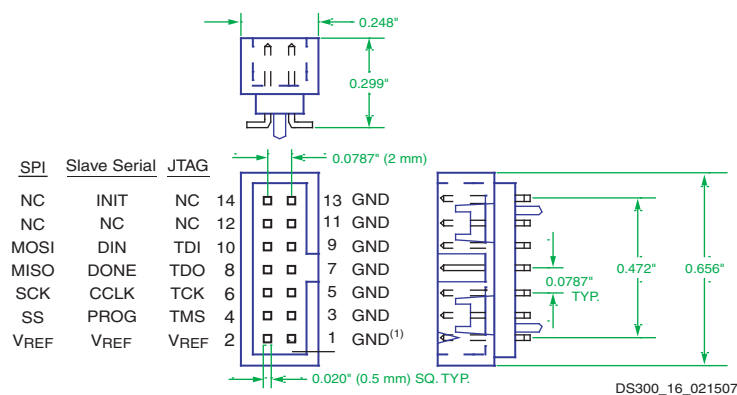 0.248"
0.299"
0.0787" (2 mm)
SPI Slave Serial JTAG
NC INIT NC 14 13 GND
NC NC NC 12 11 GND
MOSI DIN TDI 10 9 GND
MISO DONE TDO 8 7 GND
SCK CCLK TCK 6 5 GND
SS PROG TMS 4 3 GND
VREF VREF VREF 2 1 GND(1)
0.0787"
TYP.
0.472"
0.656"
0.020" (0.5 mm) SQ. TYP.
DS300_16_021507